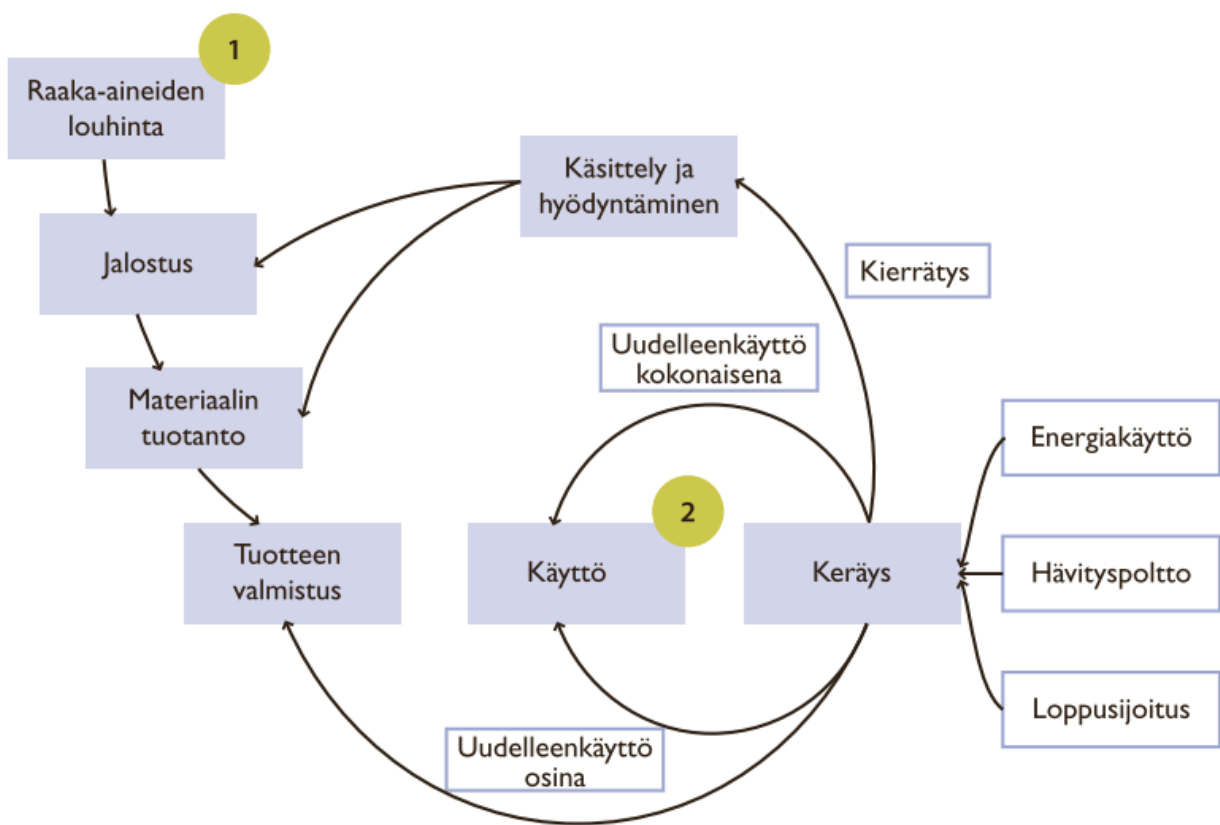 1
Raaka-aineiden
louhinta
Käsittely ja
hyödyntäminen
Jalostus
Kierrätys
Uudelleenkäyttö
kokonaisena
Materiaalin
tuotanto
Energiakäyttö
2
Tuotteen
valmistus
Käyttö
Keräys
Hävityspoltto
Loppusijoitus
Uudelleenkäyttö
osina